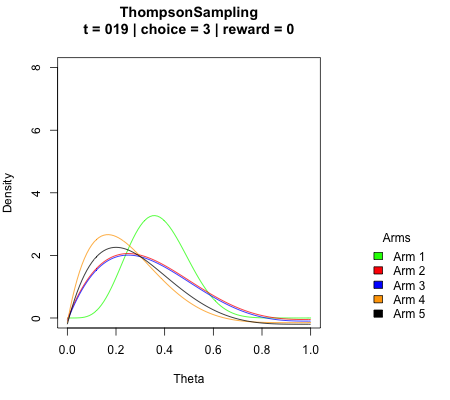 ThompsonSampling
t = 019 | choice = 3 | reward = 0
Density
8
6
4
2
0
0.0 0.2 0.4 0.6 0.8 1.0
Theta
Arms
Arm 1
Arm 2
Arm 3
Arm 4
Arm 5